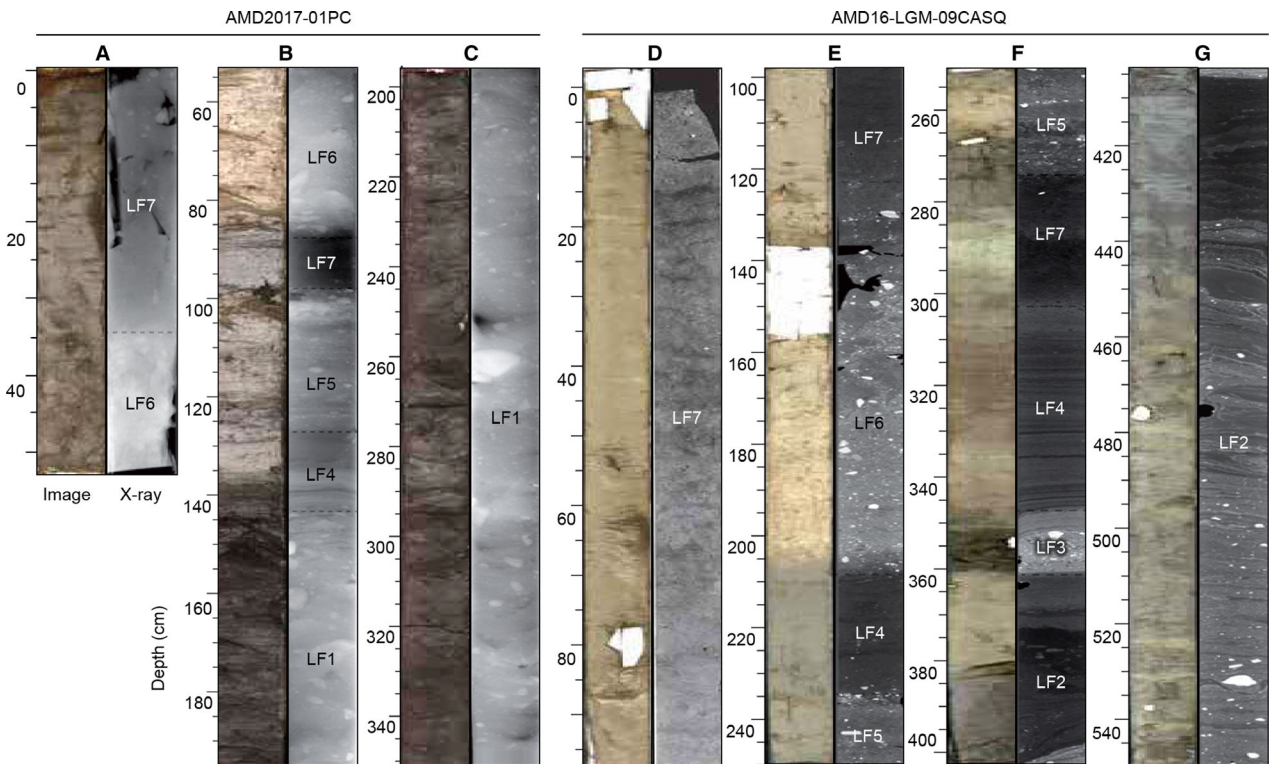 AMD2017-01PC
AMD16-LGM-09CASQ
A
B
C
D
E
F
G
0
20
40
LF7
LF6
Image
X-ray
Depth (cm)
60
80
100
120
140
160
180
LF6
LF7
LF5
LF4
LF1
200
220
240
260
280
300
320
340
LF1
0
20
40
60
80
LF7
100
120
140
160
180
200
220
240
LF7
LF6
LF4
LF5
260
280
300
320
340
360
380
400
LF5
LF7
LF4
LF3
LF2
420
440
460
480
500
520
540
LF2